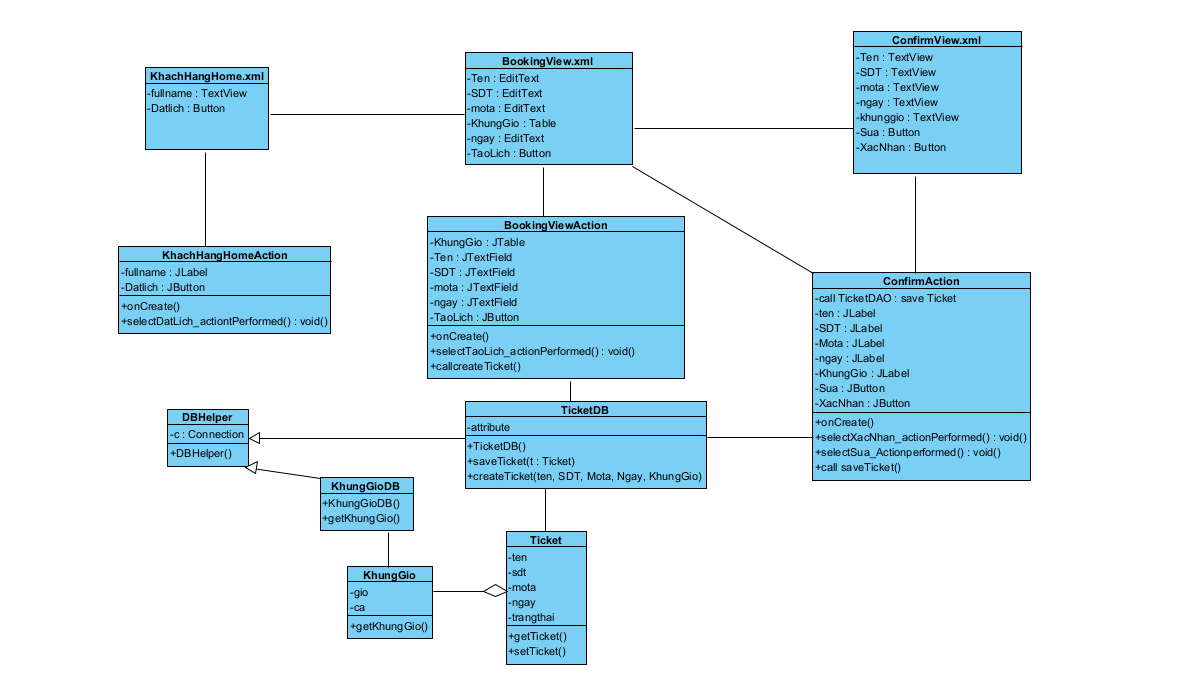 KhachHangHome.xml
-fullname : TextView
-Datlich : Button
BookingView.xml
-Ten : EditText
-SDT : EditText
-mota : EditText
-KhungGio : Table
-ngay : EditText
-TaoLich : Button
ConfirmView.xml
-Ten : TextView
-SDT : TextView
-mota : TextView
-ngay : TextView
-khunggio : TextView
-Sua : Button
-XacNhan : Button
KhachHangHomeAction
-fullname : JLabel
-Datlich : JButton
+onCreate()
+selectDatLich_actiontPerformed() : void()
BookingViewAction
-KhungGio : JTable
-Ten : JTextField
-SDT : JTextField
-mota : JTextField
-ngay : JTextField
-TaoLich : JButton
+onCreate()
+selectTaoLich_actionPerformed() : void()
+callcreateTicket()
ConfirmAction
-call TicketDAO : save Ticket
-ten : JLabel
-SDT : JLabel
-Mota : JLabel
-ngay : JLabel
-KhungGio : JLabel
-Sua : JButton
-XacNhan : JButton
+onCreate()
+selectXacNhan_actionPerformed() : void()
+selectSua_Actionperformed() : void()
+call saveTicket()
DBHelper
-c : Connection
+DBHelper()
TicketDB
-attribute
+TicketDB()
+saveTicket(t : Ticket)
+createTicket(ten, SDT, Mota, Ngay, KhungGio)
KhungGioDB
+KhungGioDB()
+getKhungGio()
KhungGio
-gio
-ca
+getKhungGio()
Ticket
-ten
-sdt
-mota
-ngay
-trangthai
+getTicket()
+setTicket()